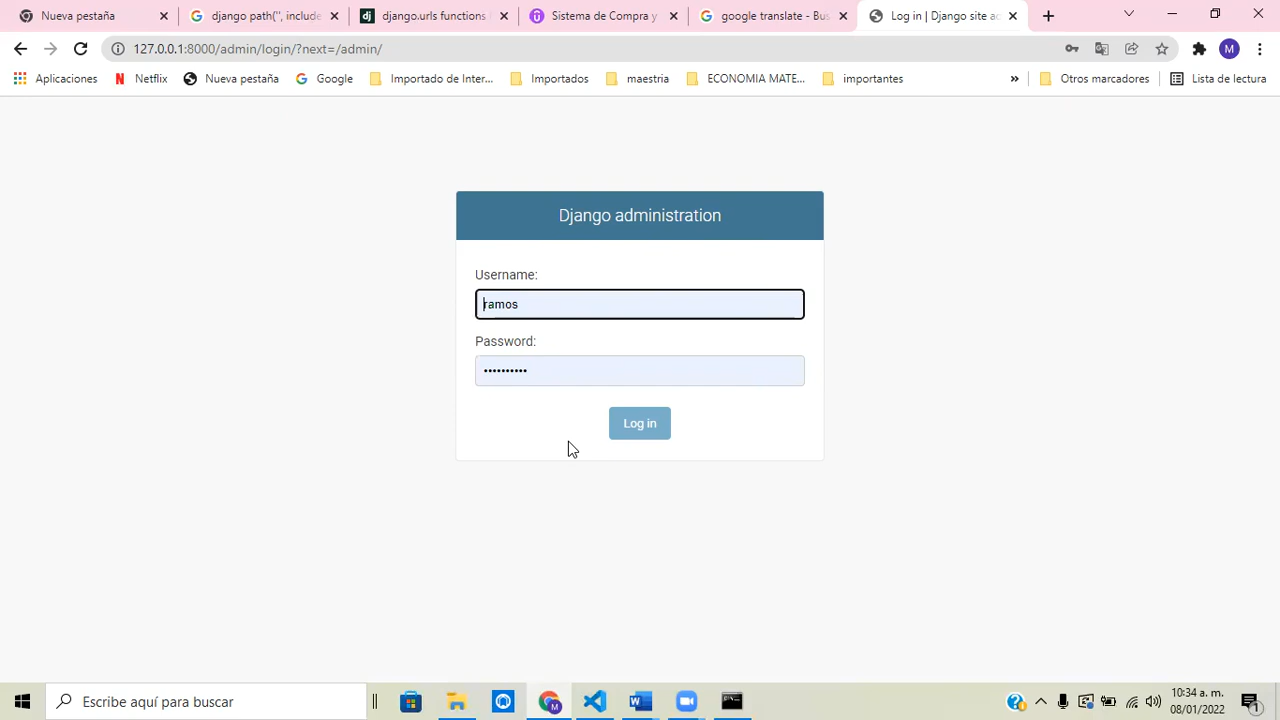 Nueva pestaña
django path('', include
django.urls functions
Sistema de Compra y
google translate - Bus
Log in | Django site ad
127.0.0.1:8000/admin/login/?next=/admin/
M
Aplicaciones
Netflix
Nueva pestaña
Google
Importado de Inter...
Importados
maestria
ECONOMIA MATE...
importantes
»
Otros marcadores
Lista de lectura
Django administration
Username:
ramos
Password:
••••••••••
Log in
Escribe aquí para buscar
10:34 a. m.
08/01/2022